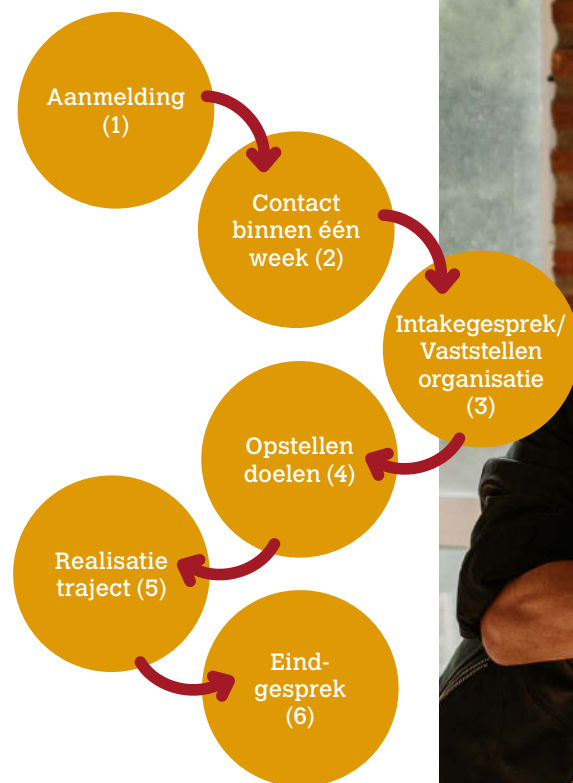 Aanmelding
(1)
Contact
binnen één
week (2)
Intakegesprek/
Vaststellen
organisatie
(3)
Opstellen
doelen (4)
Realisatie
traject (5)
Eind-
gesprek
(6)